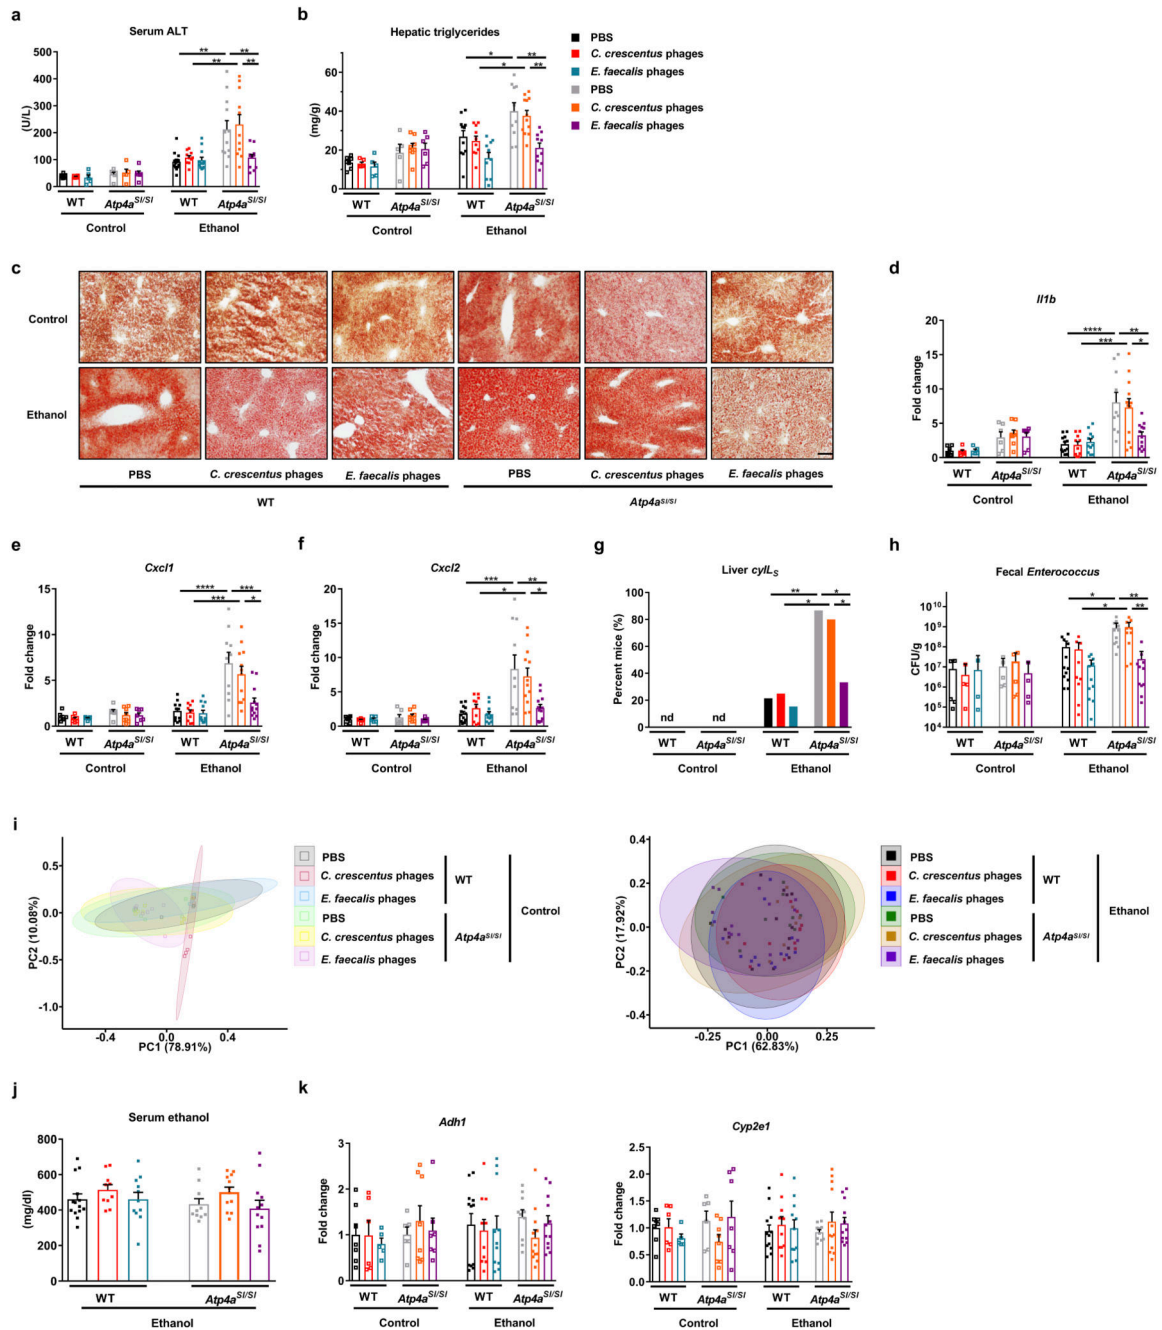 a
Serum ALT
(U/L)
500
400
300
200
100
0
** **
** **
WT Atp4a^Sl/Sl WT Atp4a^Sl/Sl
Control Ethanol
b
Hepatic triglycerides
(mg/g)
80
60
40
20
0
* **
* **
WT Atp4a^Sl/Sl WT Atp4a^Sl/Sl
Control Ethanol
PBS
C. crescentus phages
E. faecalis phages
PBS
C. crescentus phages
E. faecalis phages
c
Control
Ethanol
PBS C. crescentus phages E. faecalis phages PBS C. crescentus phages E. faecalis phages
WT Atp4a^Sl/Sl
d
Il1b
Fold change
20
15
10
5
0
**** **
*** *
WT Atp4a^Sl/Sl WT Atp4a^Sl/Sl
Control Ethanol
e
Cxcl1
Fold change
15
10
5
0
**** ***
*** *
WT Atp4a^Sl/Sl WT Atp4a^Sl/Sl
Control Ethanol
f
Cxcl2
Fold change
20
15
10
5
0
*** **
* *
WT Atp4a^Sl/Sl WT Atp4a^Sl/Sl
Control Ethanol
g
Liver cylL_S
Percent mice (%)
100
80
60
40
20
0
** *
* *
nd nd
WT Atp4a^Sl/Sl WT Atp4a^Sl/Sl
Control Ethanol
h
Fecal Enterococcus
CFU/g
10^10
10^9
10^8
10^7
10^6
10^5
10^4
* **
* **
WT Atp4a^Sl/Sl WT Atp4a^Sl/Sl
Control Ethanol
i
PC2 (10.08%)
0.5
0.0
-0.5
-1.0
-0.4 0.0 0.4
PC1 (78.91%)
PBS
C. crescentus phages
E. faecalis phages
PBS
C. crescentus phages
E. faecalis phages
WT
Atp4a^Sl/Sl
Control
PC2 (17.92%)
0.4
0.2
0.0
-0.2
-0.4
-0.25 0.00 0.25
PC1 (62.83%)
PBS
C. crescentus phages
E. faecalis phages
PBS
C. crescentus phages
E. faecalis phages
WT
Atp4a^Sl/Sl
Ethanol
j
Serum ethanol
(mg/dl)
800
600
400
200
0
WT Atp4a^Sl/Sl
Ethanol
k
Adh1
Fold change
3
2
1
0
WT Atp4a^Sl/Sl WT Atp4a^Sl/Sl
Control Ethanol
Cyp2e1
Fold change
2.5
2.0
1.5
1.0
0.5
0.0
WT Atp4a^Sl/Sl WT Atp4a^Sl/Sl
Control Ethanol